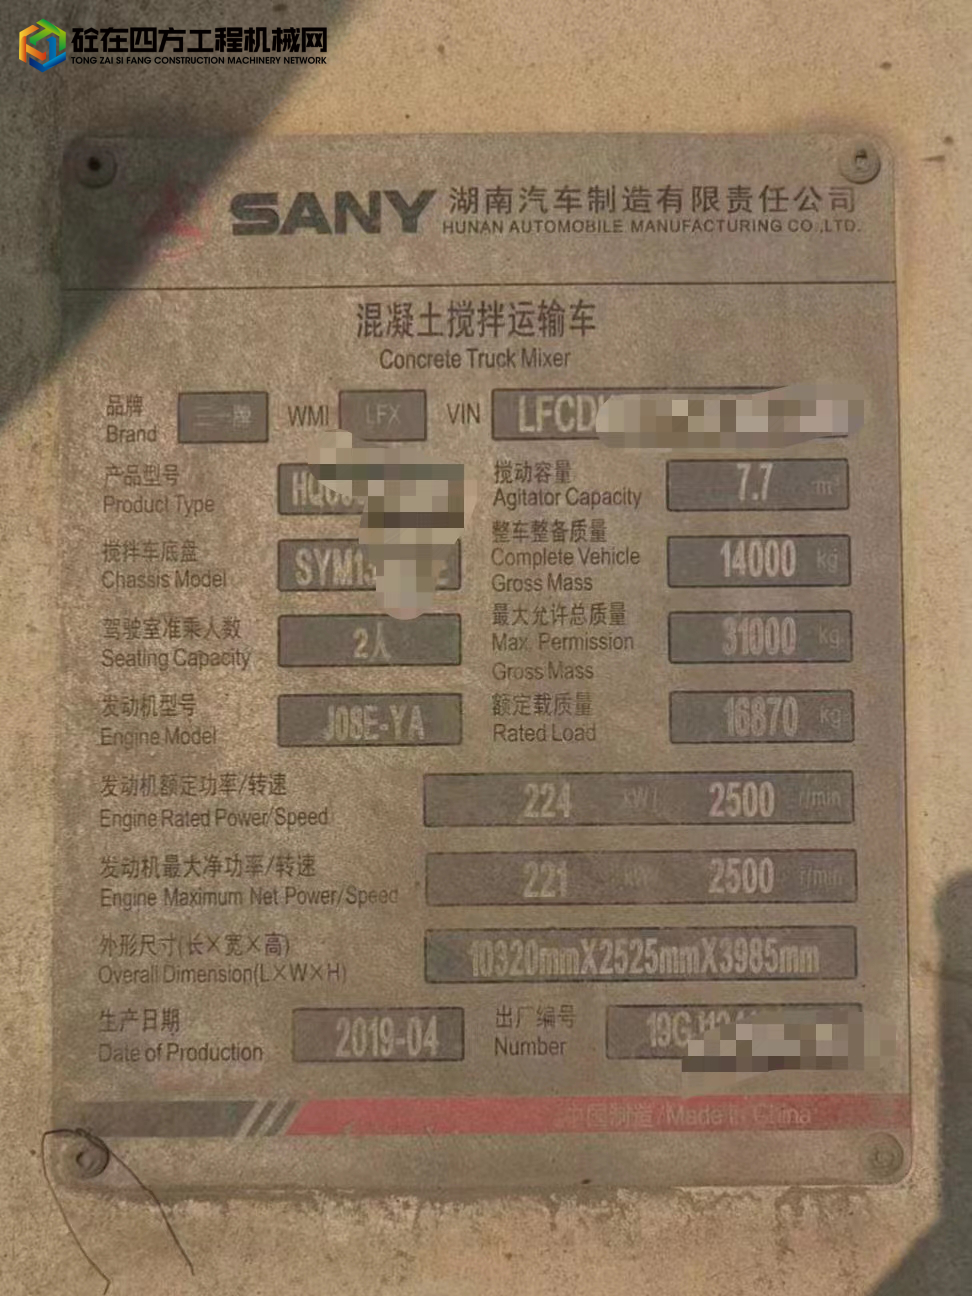 砼在四方工程机械网
TONG ZAI SI FANG CONSTRUCTION MACHINERY NETWORK
SANY 湖南汽车制造有限责任公司
HUNAN AUTOMOBILE MANUFACTURING CO.,LTD.
混凝土搅拌运输车
Concrete Truck Mixer
品牌 三一牌 WMI LFX VIN LFCD
Brand
产品型号 搅动容量 7.7 m³
Product Type Agitator Capacity
搅拌车底盘 SYM1 整车整备质量 14000 kg
Chassis Model Complete Vehicle
Gross Mass
驾驶室准乘人数 2人 最大允许总质量 31000 kg
Seating Capacity Max. Permission
Gross Mass
发动机型号 J08E-YA 额定载质量 16870 kg
Engine Model Rated Load
发动机额定功率/转速 224 kW/ 2500 r/min
Engine Rated Power/Speed
发动机最大净功率/转速 221 kW/ 2500 r/min
Engine Maximum Net Power/Speed
外形尺寸(长×宽×高) 10320mmX2525mmX3985mm
Overall Dimension(L×W×H)
生产日期 2019-04 出厂编号 19GJ
Date of Production Number
中国制造/Made in China